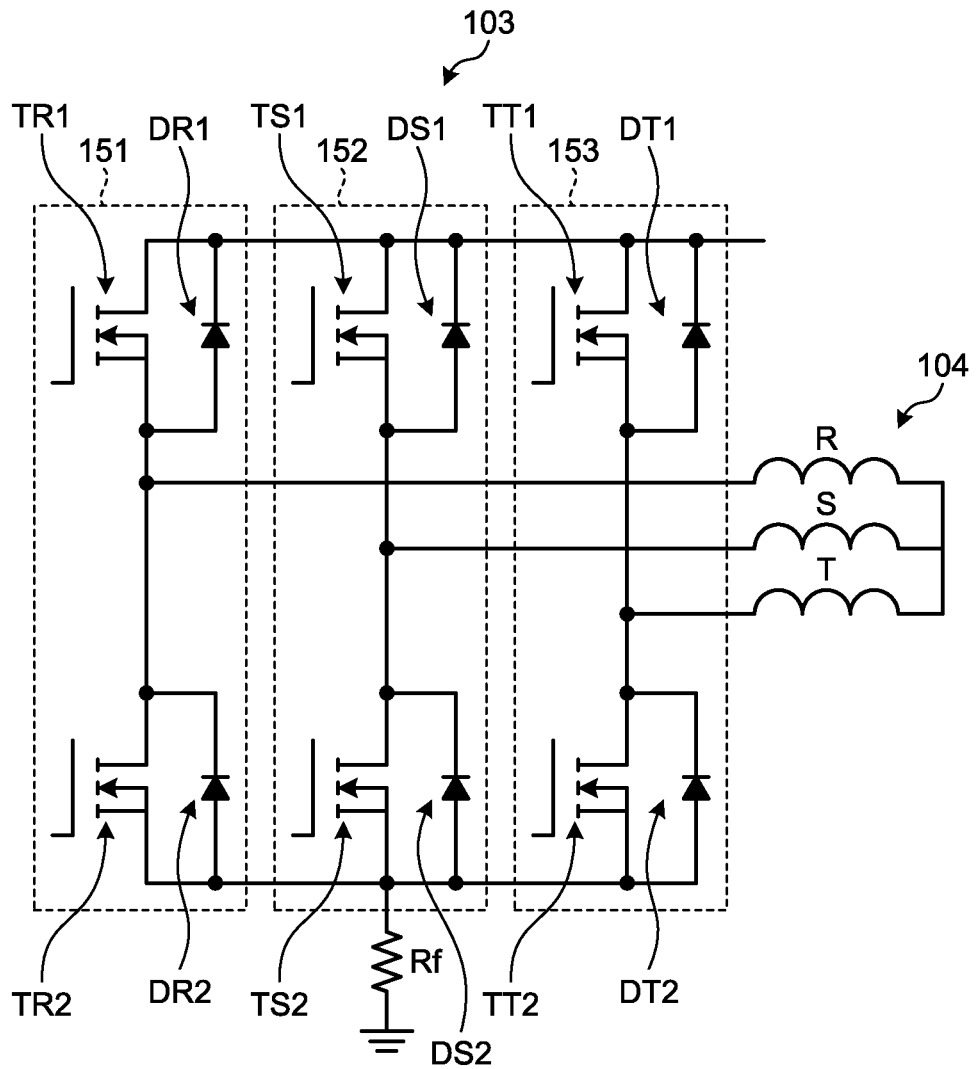 103
TR1
DR1
TS1
DS1
TT1
DT1
151
152
153
104
R
S
T
Rf
TR2
DR2
TS2
DS2
TT2
DT2